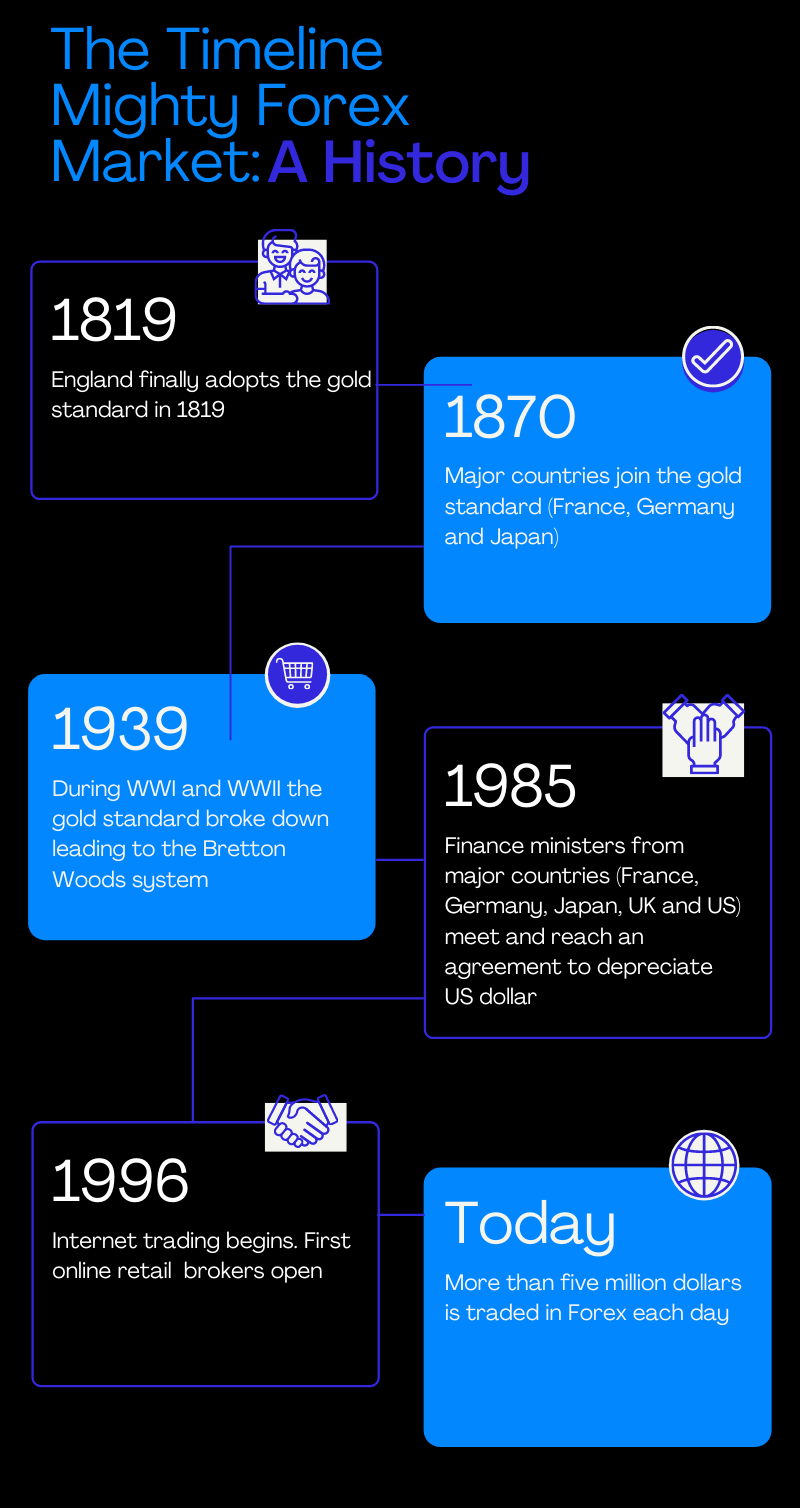 The Timeline
Mighty Forex
Market: A History
1819
England finally adopts the gold
standard in 1819
1870
Major countries join the gold
standard (France, Germany
and Japan)
1939
During WWI and WWII the
gold standard broke down
leading to the Bretton
Woods system
1985
Finance ministers from
major countries (France,
Germany, Japan, UK and US)
meet and reach an
agreement to depreciate
US dollar
1996
Internet trading begins. First
online retail  brokers open
Today
More than five million dollars
is traded in Forex each day